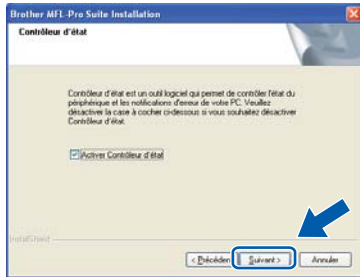 Brother MFL-Pro Suite Installation
Contrôleur d'état
Contrôleur d'état est un outil logiciel qui permet de contrôler l'état du
périphérique et les notifications d'erreur de votre PC. Veuillez
désactiver la case à cocher ci-dessous si vous souhaitez désactiver
Contrôleur d'état.
Activer Contrôleur d'état
InstallShield
< Précéden Suivant > Annuler